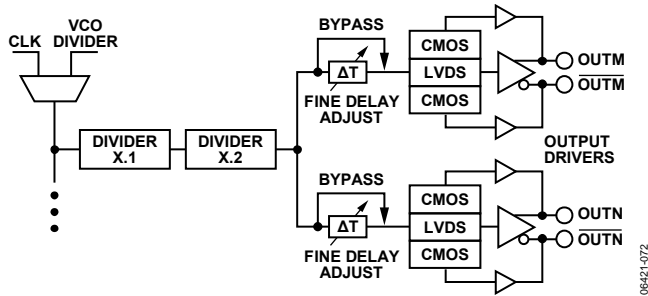 CLK
VCO
DIVIDER
DIVIDER
X.1
DIVIDER
X.2
BYPASS
ΔT
FINE DELAY
ADJUST
CMOS
LVDS
CMOS
OUTM
OUTM
OUTPUT
DRIVERS
BYPASS
ΔT
FINE DELAY
ADJUST
CMOS
LVDS
CMOS
OUTN
OUTN
06421-072